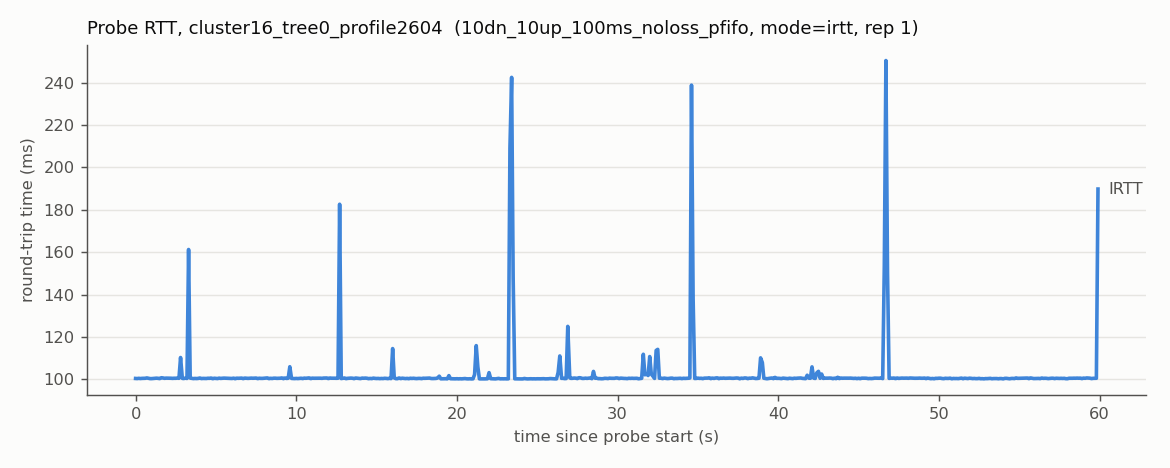 Probe RTT, cluster16_tree0_profile2604  (10dn_10up_100ms_noloss_pfifo, mode=irtt, rep 1)
round-trip time (ms)
240
220
200
180
160
140
120
100
IRTT
0 10 20 30 40 50 60
time since probe start (s)